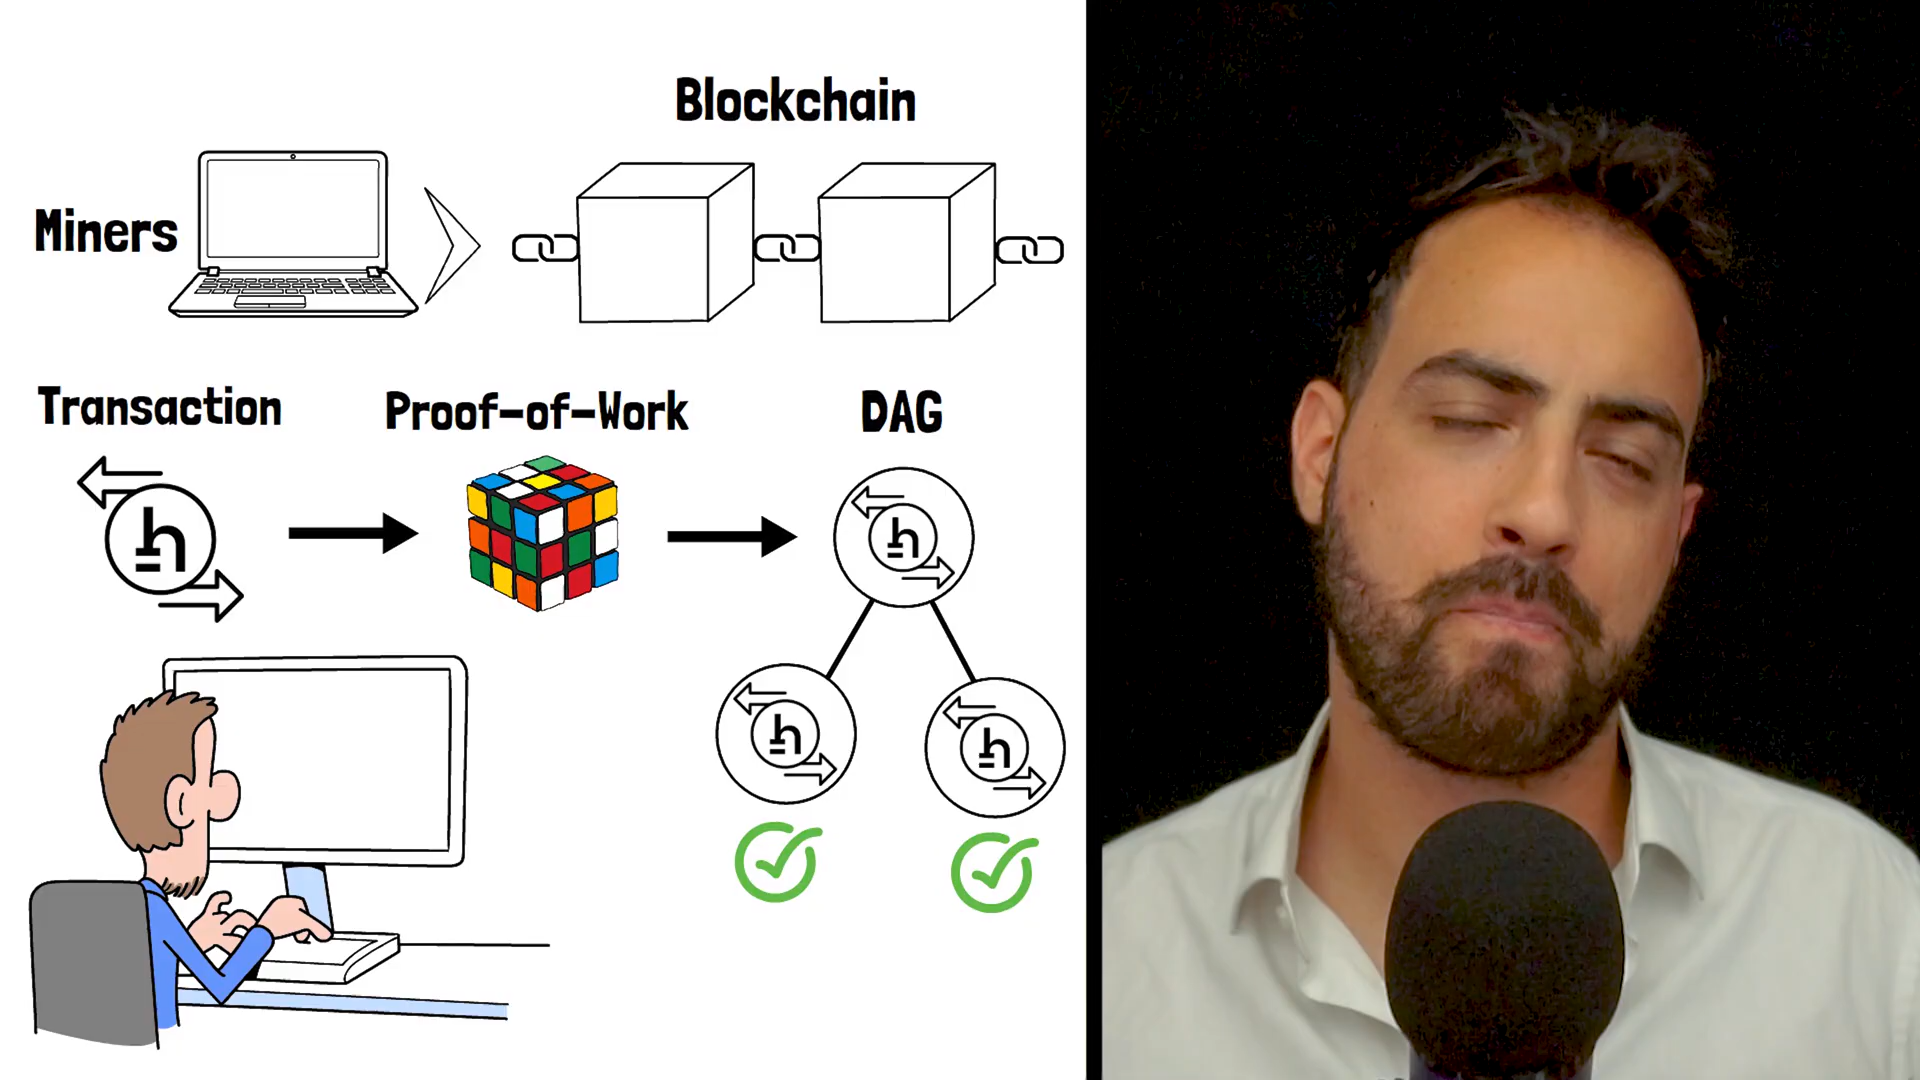 Blockchain
Miners
Transaction
Proof-of-Work
DAG